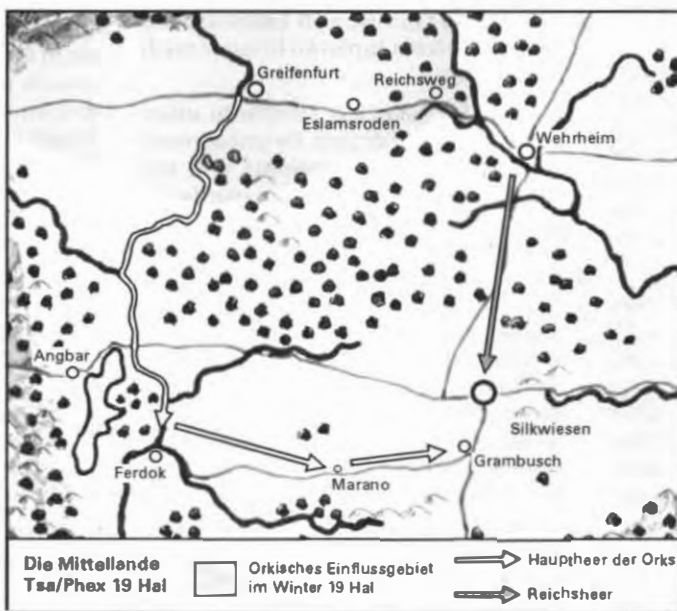 Greifenfurt
Reichsweg
Eslamsroden
Wehrheim
Angbar
Silkwiesen
Grambusch
Ferdok
Marano
Die Mittellande
Tsa/Phex 19 Hal
Orkisches Einflussgebiet
im Winter 19 Hal
Hauptheer der Orks
Reichsheer